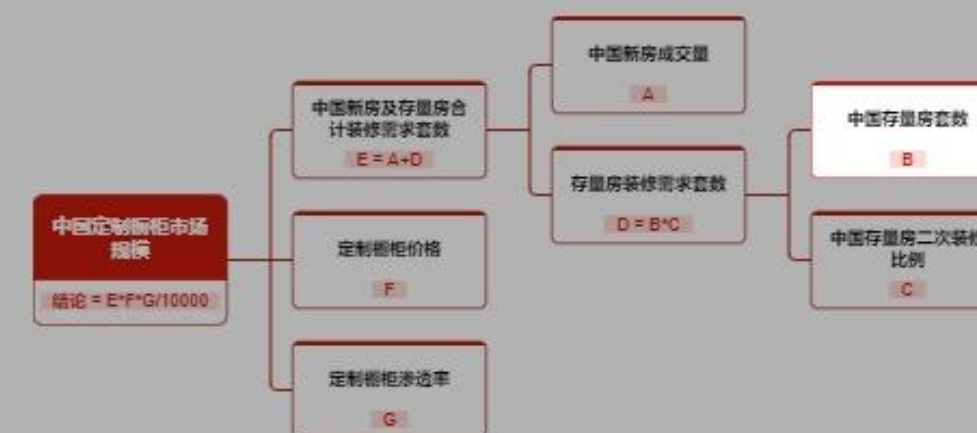 中国新房成交量
A
中国新房及存量房合
计装修需求套数
E = A+D
中国存量房套数
B
存量房装修需求套数
D = B*C
中国定制橱柜市场
规模
结论 = E*F*G/10000
定制橱柜价格
F
中国存量房二次装修
比例
C
定制橱柜渗透率
G